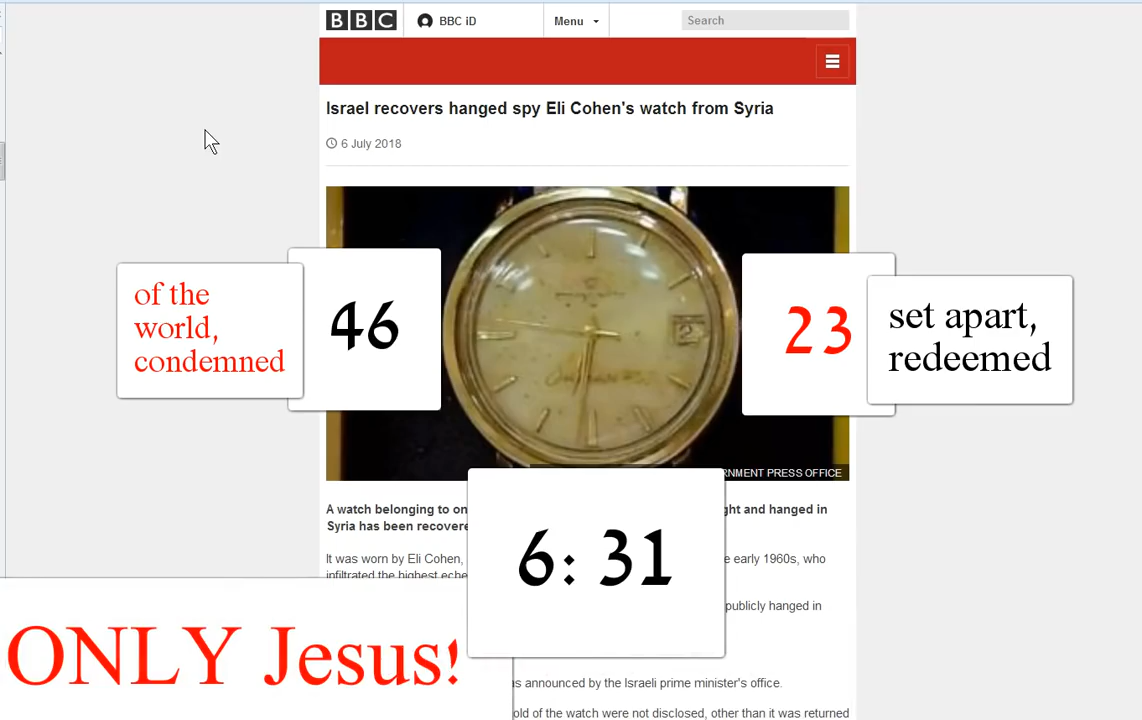 BBC BBC iD Menu Search
Israel recovers hanged spy Eli Cohen's watch from Syria
6 July 2018
of the
world,
condemned
46
23
set apart,
redeemed
NMENT PRESS OFFICE
A watch belonging to on ght and hanged in
Syria has been recovere
6: 31
It was worn by Eli Cohen, e early 1960s, who
infiltrated the highest eche
publicly hanged in
ONLY Jesus!
as announced by the Israeli prime minister's office.
old of the watch were not disclosed, other than it was returned